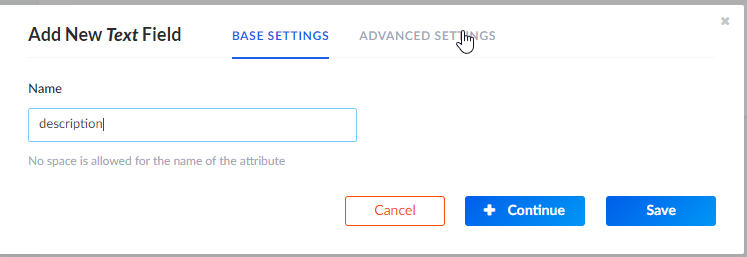 Add New Text Field BASE SETTINGS ADVANCED SETTINGS
Name
description
No space is allowed for the name of the attribute
Cancel + Continue Save